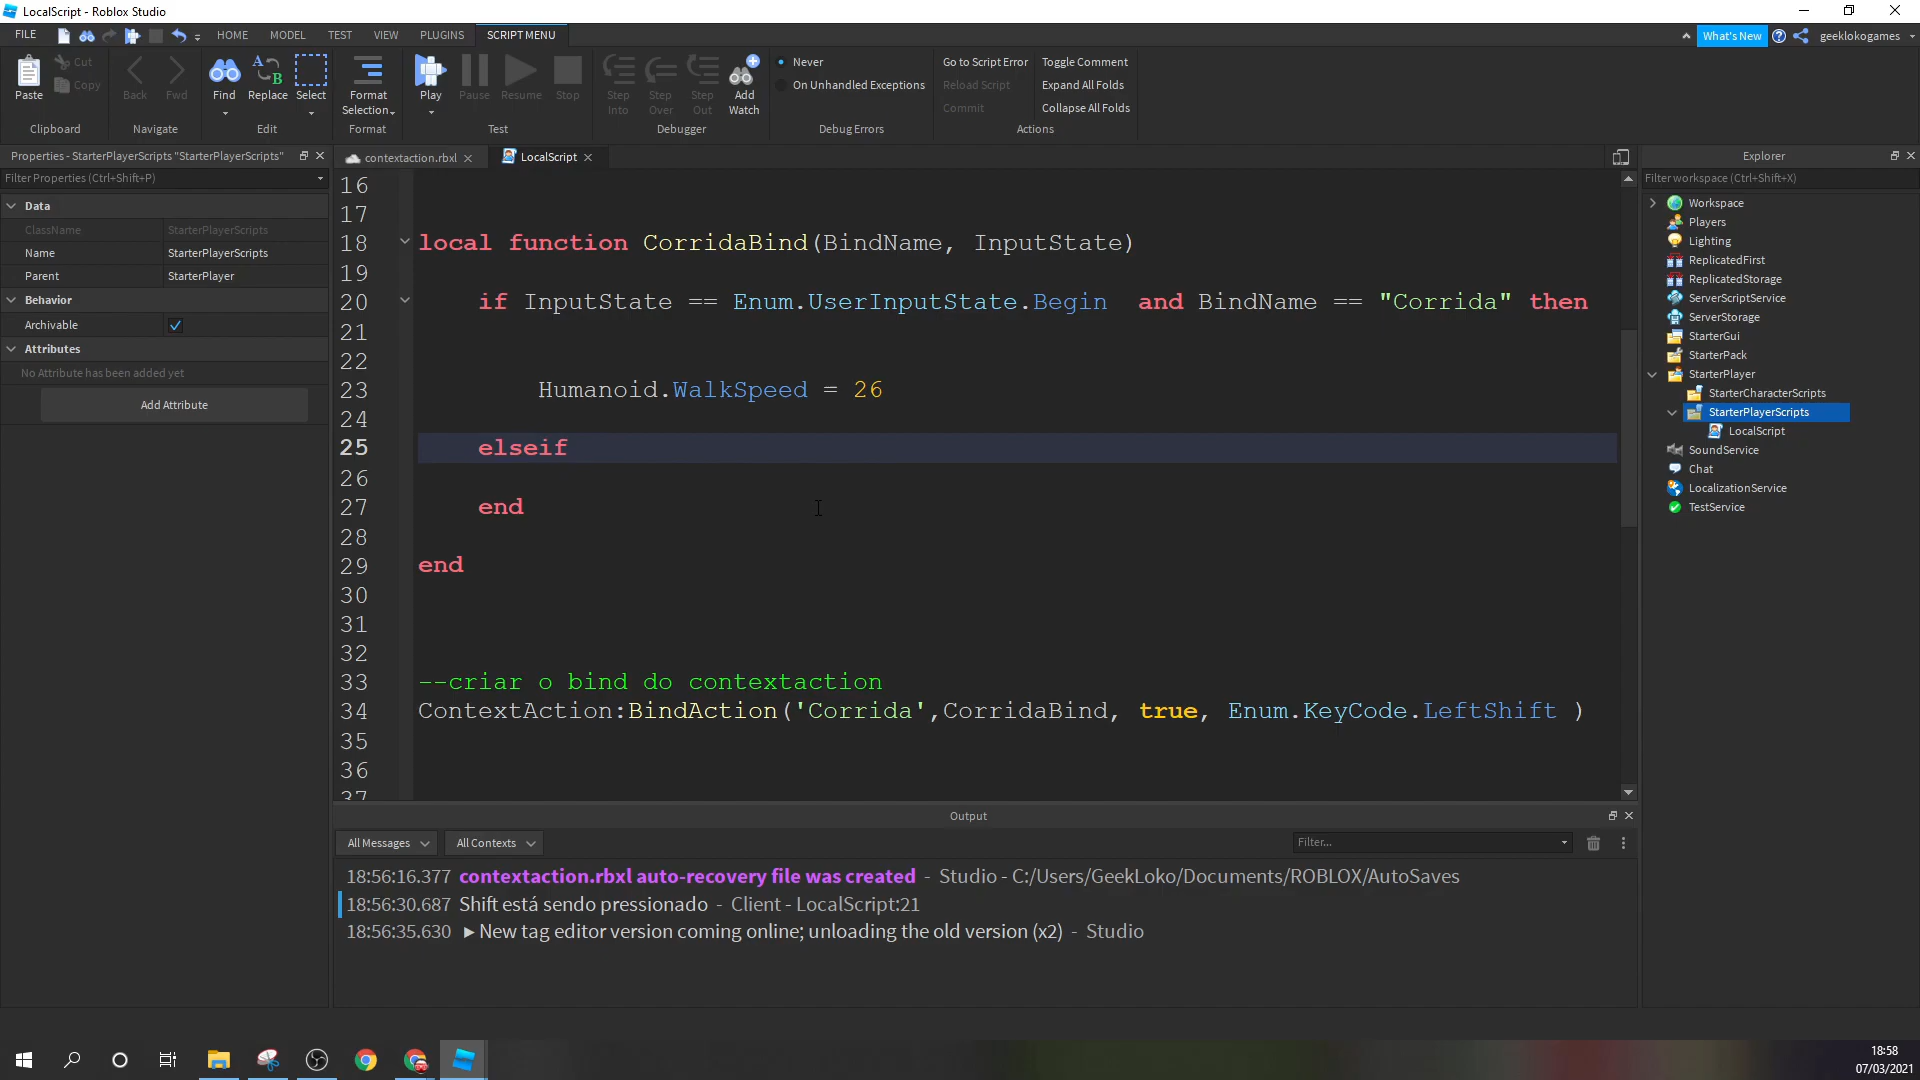 LocalScript - Roblox Studio
FILE HOME MODEL TEST VIEW PLUGINS SCRIPT MENU What's New geeklokogames
Paste Cut Copy Clipboard
Back Fwd Navigate
Find Replace Select Edit
Format Selection Format
Play Pause Resume Stop Test
Step Into Step Over Step Out Add Watch Debugger
Never
On Unhandled Exceptions
Debug Errors
Go to Script Error Toggle Comment
Reload Script Expand All Folds
Commit Collapse All Folds
Actions
Properties - StarterPlayerScripts "StarterPlayerScripts"
Filter Properties (Ctrl+Shift+P)
Data
ClassName StarterPlayerScripts
Name StarterPlayerScripts
Parent StarterPlayer
Behavior
Archivable
Attributes
No Attribute has been added yet
Add Attribute
contextaction.rbxl LocalScript
16
17
18 local function CorridaBind(BindName, InputState)
19
20 if InputState == Enum.UserInputState.Begin and BindName == "Corrida" then
21
22
23 Humanoid.WalkSpeed = 26
24
25 elseif
26
27 end
28
29 end
30
31
32
33 --criar o bind do contextaction
34 ContextAction:BindAction('Corrida',CorridaBind, true, Enum.KeyCode.LeftShift )
35
36
37
Output
All Messages All Contexts Filter...
18:56:16.377 contextaction.rbxl auto-recovery file was created - Studio - C:/Users/GeekLoko/Documents/ROBLOX/AutoSaves
18:56:30.687 Shift está sendo pressionado - Client - LocalScript:21
18:56:35.630 New tag editor version coming online; unloading the old version (x2) - Studio
Explorer
Filter workspace (Ctrl+Shift+X)
Workspace
Players
Lighting
ReplicatedFirst
ReplicatedStorage
ServerScriptService
ServerStorage
StarterGui
StarterPack
StarterPlayer
StarterCharacterScripts
StarterPlayerScripts
LocalScript
SoundService
Chat
LocalizationService
TestService
18:58
07/03/2021